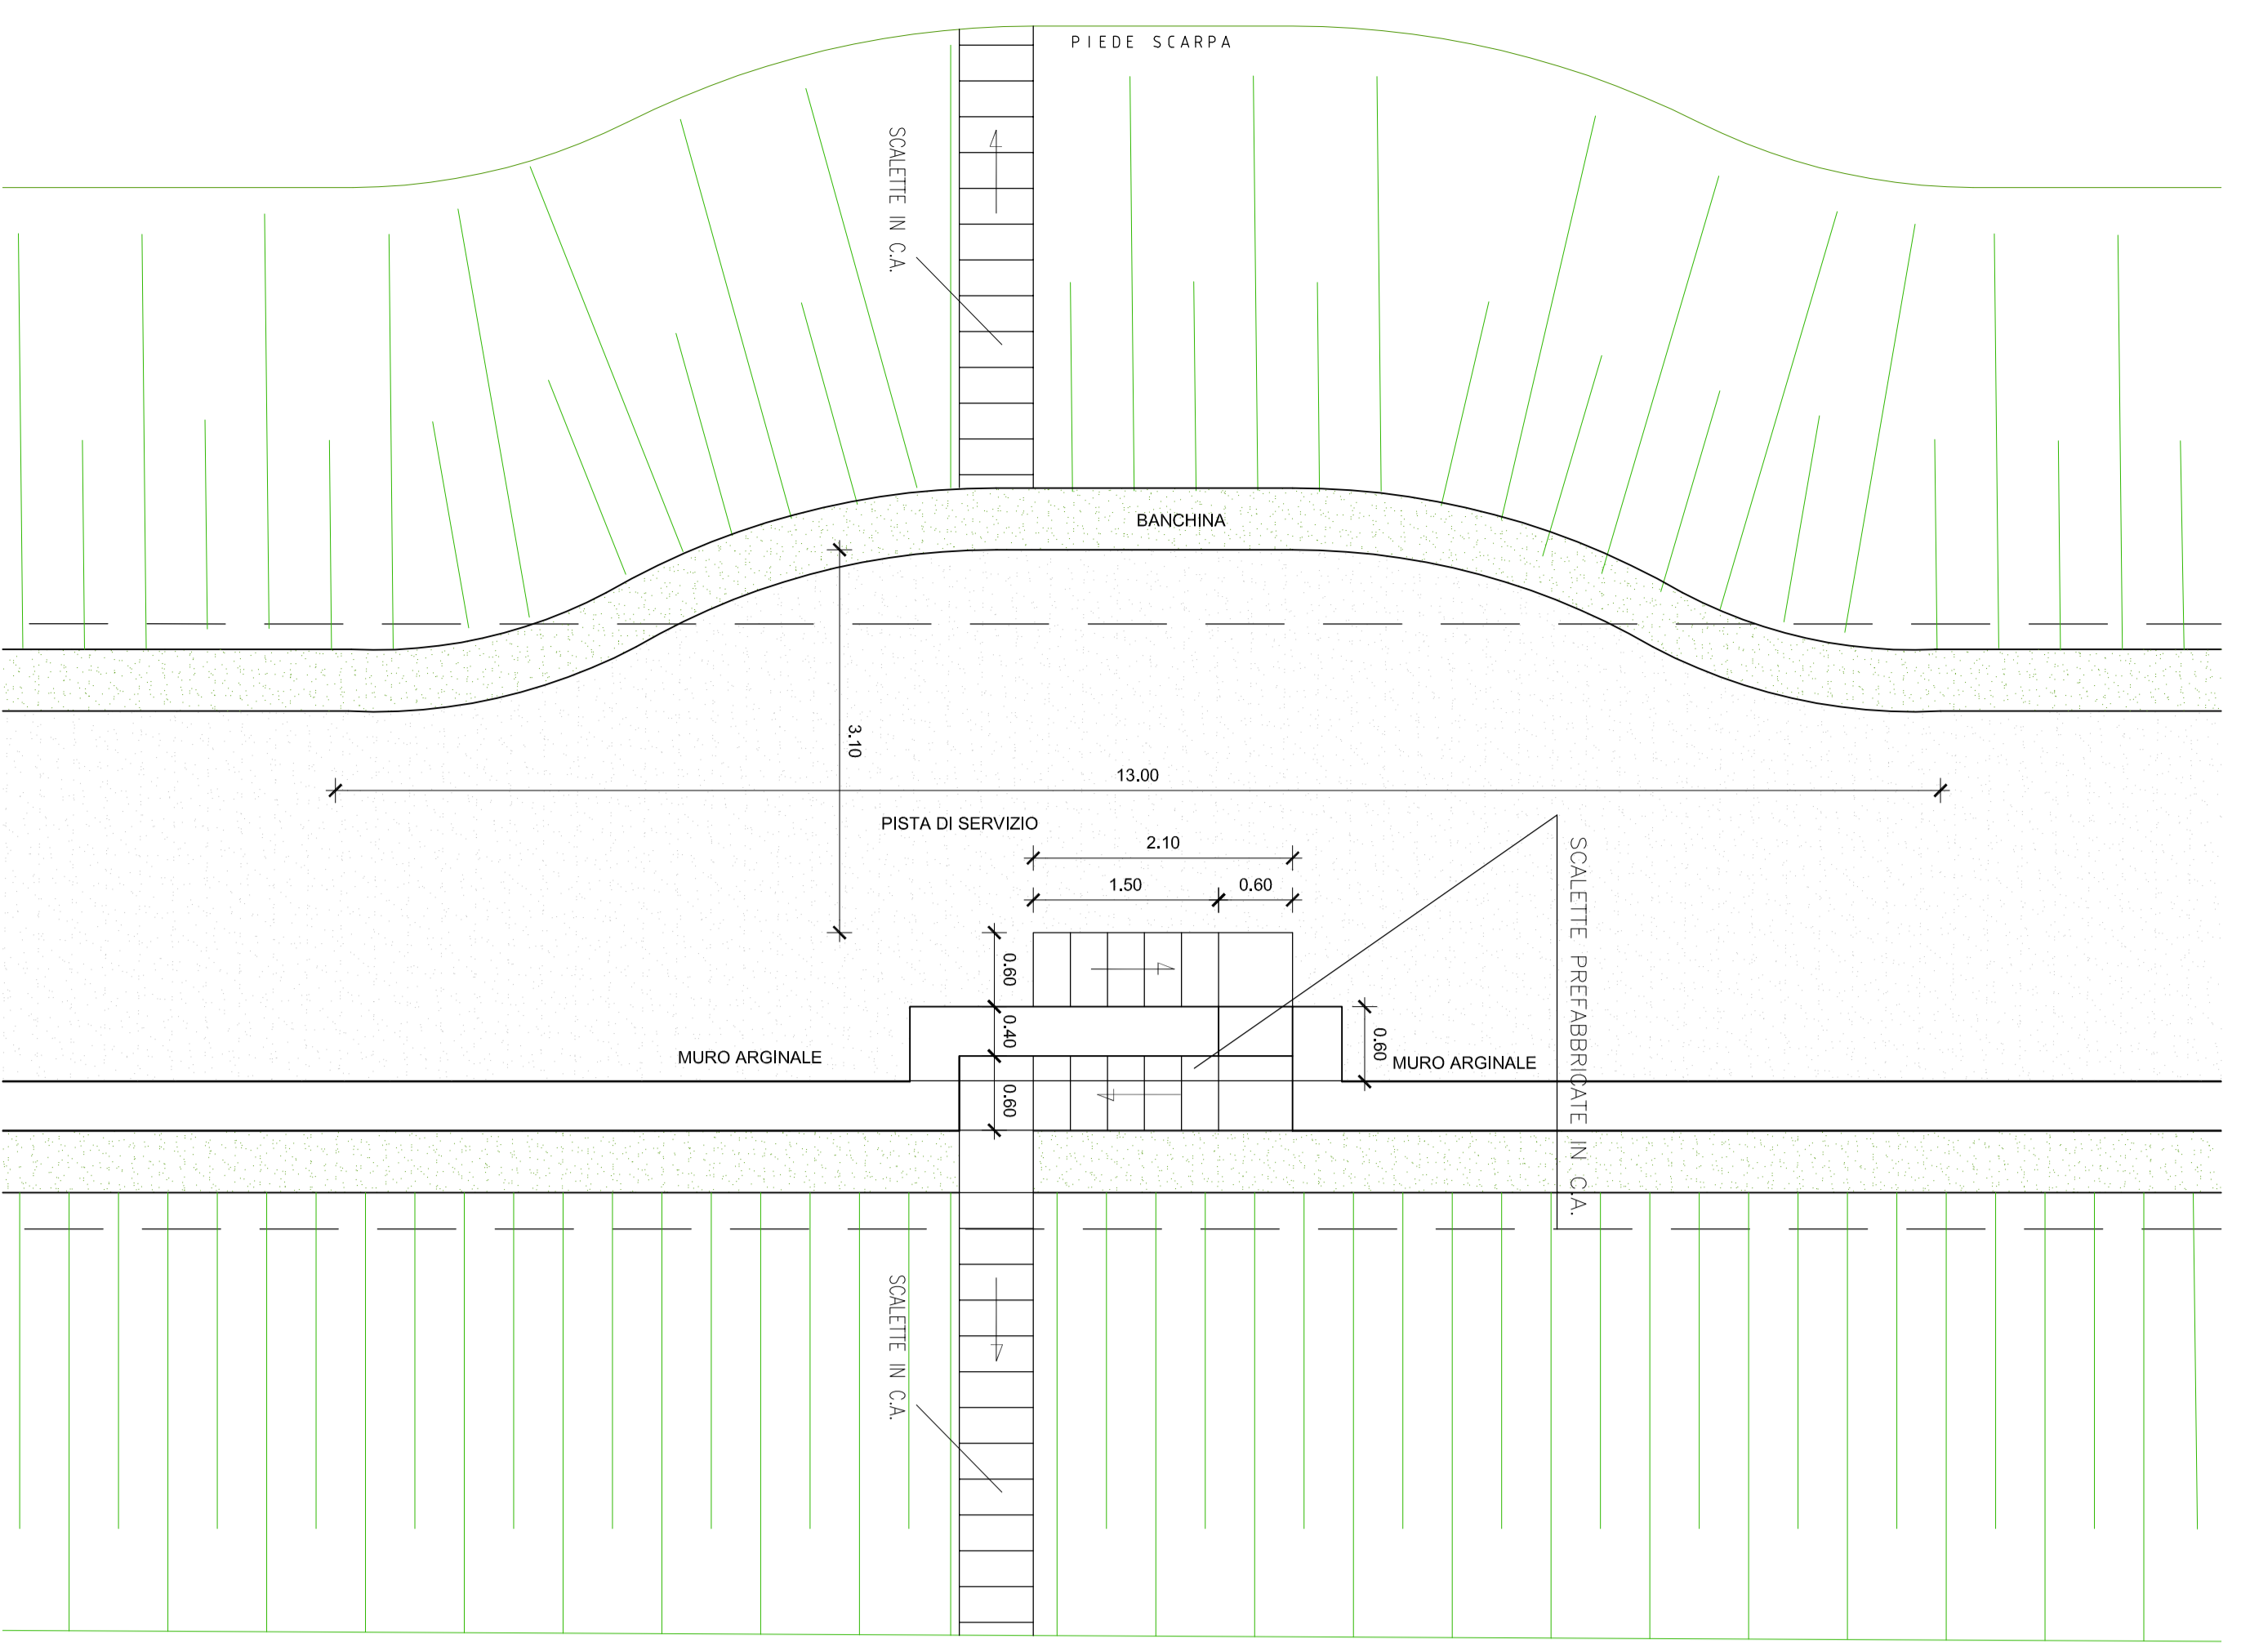 PIEDE SCARPA
SCALETTE IN C.A.
BANCHINA
3.10
13.00
PISTA DI SERVIZIO
2.10
1.50
0.60
SCALETTE PREFABBRICATE IN C.A.
0.60
0.40
0.60
0.60
MURO ARGINALE
MURO ARGINALE
SCALETTE IN C.A.